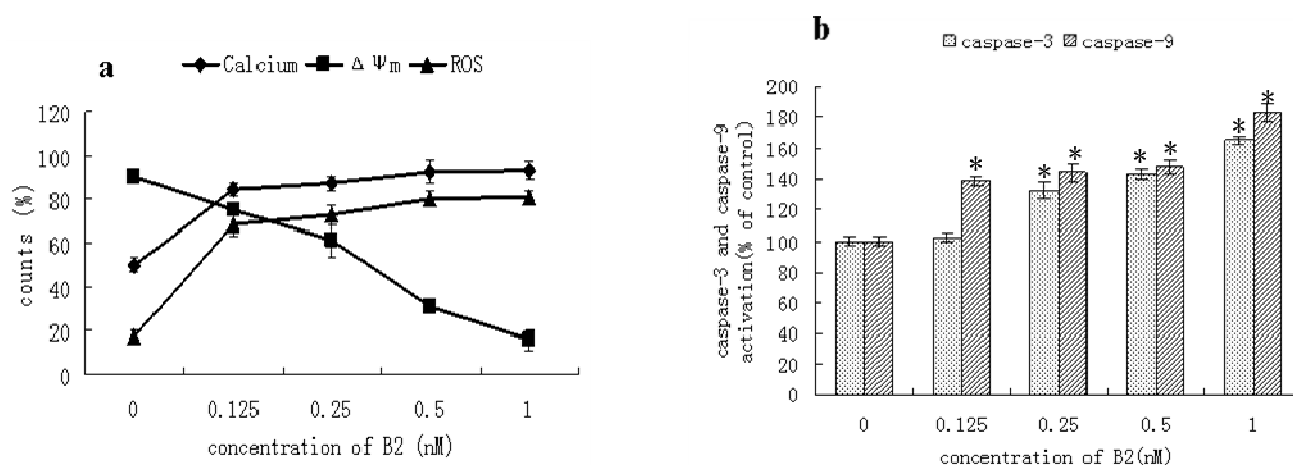 a
Calcium ΔΨm ROS
120
100
80
60
40
20
0
counts (%)
0 0.125 0.25 0.5 1
concentration of B2 (nM)
b
caspase-3 caspase-9
200
180
160
140
120
100
80
60
40
20
0
caspase-3 and caspase-9
activation(% of control)
* * * * * * *
0 0.125 0.25 0.5 1
concentration of B2(nM)